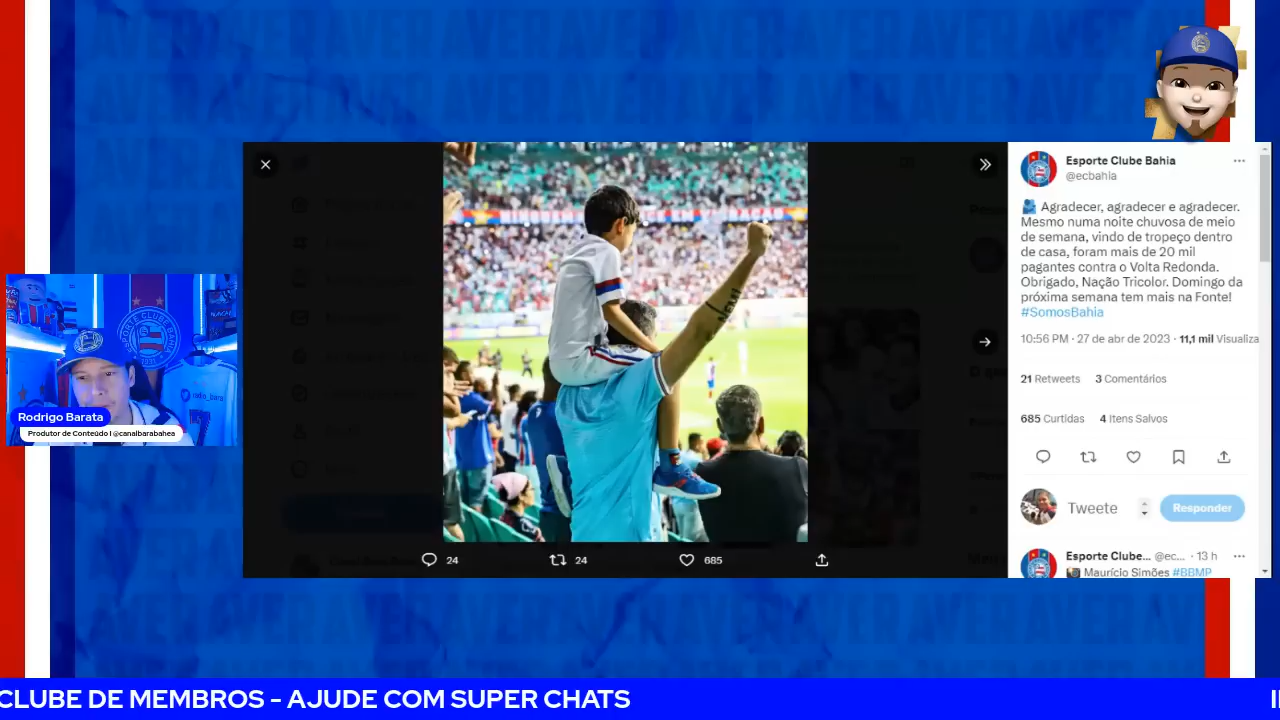 Esporte Clube Bahia
@ecbahia
Agradecer, agradecer e agradecer.
Mesmo numa noite chuvosa de meio
de semana, vindo de tropeço dentro
de casa, foram mais de 20 mil
pagantes contra o Volta Redonda.
Obrigado, Nação Tricolor. Domingo da
próxima semana tem mais na Fonte!
#SomosBahia
10:56 PM · 27 de abr de 2023 · 11,1 mil Visualiza
21 Retweets 3 Comentários
685 Curtidas 4 Itens Salvos
Tweete
Responder
Esporte Clube... @ec... · 13 h
Maurício Simões #BBMP
24 24 685
Rodrigo Barata
Produtor de Conteúdo | @canalbarabahea
CLUBE DE MEMBROS - AJUDE COM SUPER CHATS